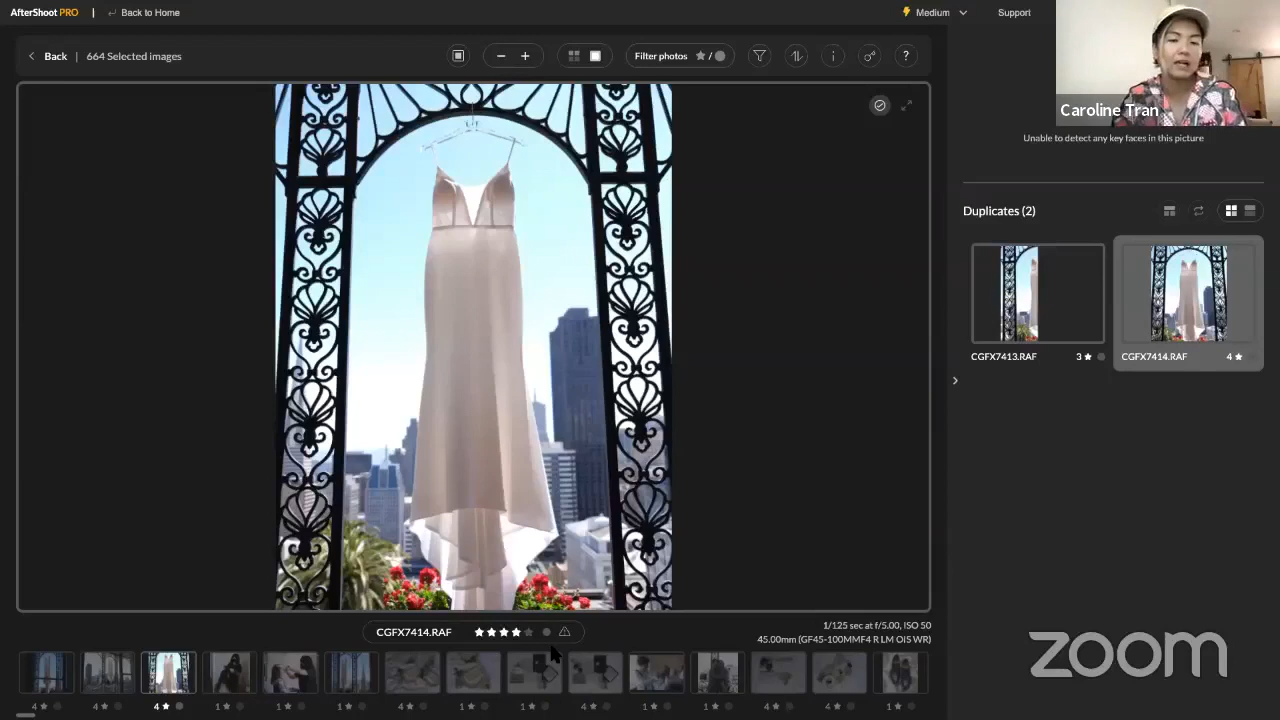 AfterShoot PRO | Back to Home
Medium
Support
Back | 664 Selected images
Filter photos
?
Caroline Tran
Unable to detect any key faces in this picture
Duplicates (2)
CGFX7413.RAF 3
CGFX7414.RAF 4
CGFX7414.RAF
1/125 sec at f/5.00, ISO 50
45.00mm (GF45-100MMF4 R LM OIS WR)
4 4 4 1 1 1 4 1 1 4 1 1 4 4 1
zoom